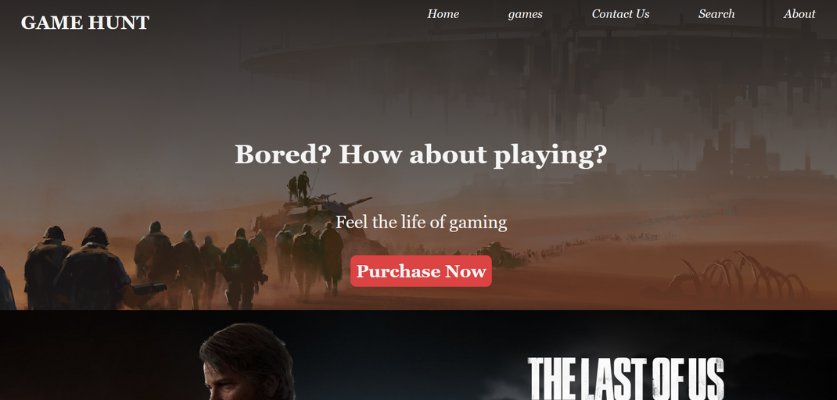 GAME HUNT
Home games Contact Us Search About
Bored? How about playing?
Feel the life of gaming
Purchase Now
THE LAST OF US